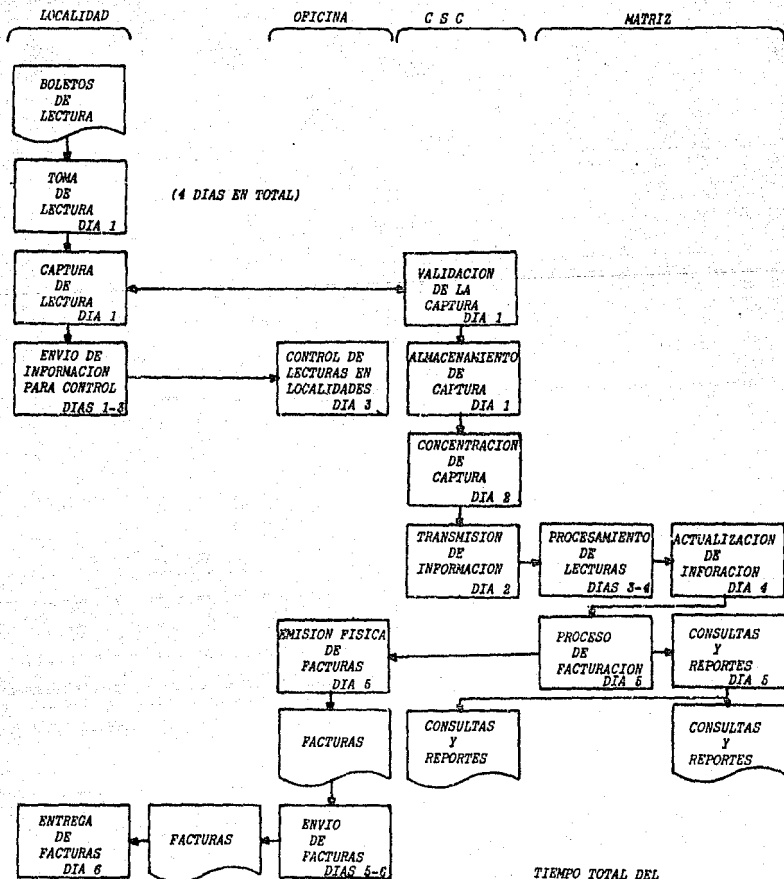 LOCALIDAD
OFICINA
C S C
MATRIZ
BOLETOS
DE
LECTURA
TOMA
DE
LECTURA
DIA 1
(4 DIAS EN TOTAL)
CAPTURA
DE
LECTURA
DIA 1
VALIDACION
DE LA
CAPTURA
DIA 1
ENVIO DE
INFORMACION
PARA CONTROL
DIAS 1-3
CONTROL DE
LECTURAS EN
LOCALIDADES
DIA 3
ALMACENAMIENTO
DE
CAPTURA
DIA 1
CONCENTRACION
DE
CAPTURA
DIA 2
TRANSMISION
DE
INFORMACION
DIA 2
PROCESAMIENTO
DE
LECTURAS
DIAS 3-4
ACTUALIZACION
DE
INFORACION
DIA 4
EMISION FISICA
DE
FACTURAS
DIA 5
PROCESO
DE
FACTURACION
DIA 5
CONSULTAS
Y
REPORTES
DIA 5
FACTURAS
CONSULTAS
Y
REPORTES
CONSULTAS
Y
REPORTES
ENTREGA
DE
FACTURAS
DIA 6
FACTURAS
ENVIO
DE
FACTURAS
DIAS 5-6
TIEMPO TOTAL DEL